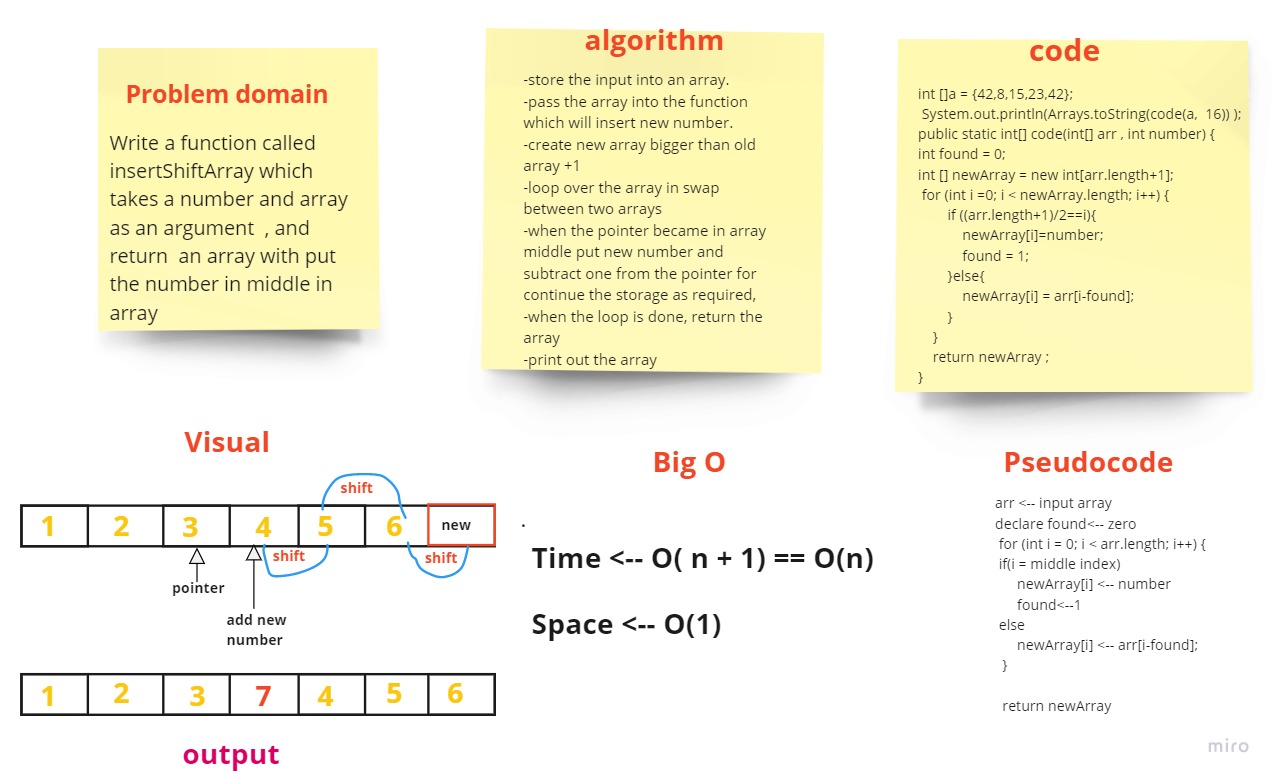 Problem domain
Write a function called
insertShiftArray which
takes a number and array
as an argument , and
return an array with put
the number in middle in
array
algorithm
-store the input into an array.
-pass the array into the function
which will insert new number.
-create new array bigger than old
array +1
-loop over the array in swap
between two arrays
-when the pointer became in array
middle put new number and
subtract one from the pointer for
continue the storage as required,
-when the loop is done, return the
array
-print out the array
code
int []a = {42,8,15,23,42};
System.out.println(Arrays.toString(code(a, 16)) );
public static int[] code(int[] arr , int number) {
int found = 0;
int [] newArray = new int[arr.length+1];
for (int i =0; i < newArray.length; i++) {
if ((arr.length+1)/2==i){
newArray[i]=number;
found = 1;
}else{
newArray[i] = arr[i-found];
}
}
return newArray ;
}
Visual
shift
1 2 3 4 5 6 new
shift
shift
pointer
add new
number
1 2 3 7 4 5 6
output
Big O
.
Time <-- O( n + 1) == O(n)
Space <-- O(1)
Pseudocode
arr <-- input array
declare found<-- zero
for (int i = 0; i < arr.length; i++) {
if(i = middle index)
newArray[i] <-- number
found<--1
else
newArray[i] <-- arr[i-found];
}
return newArray
miro